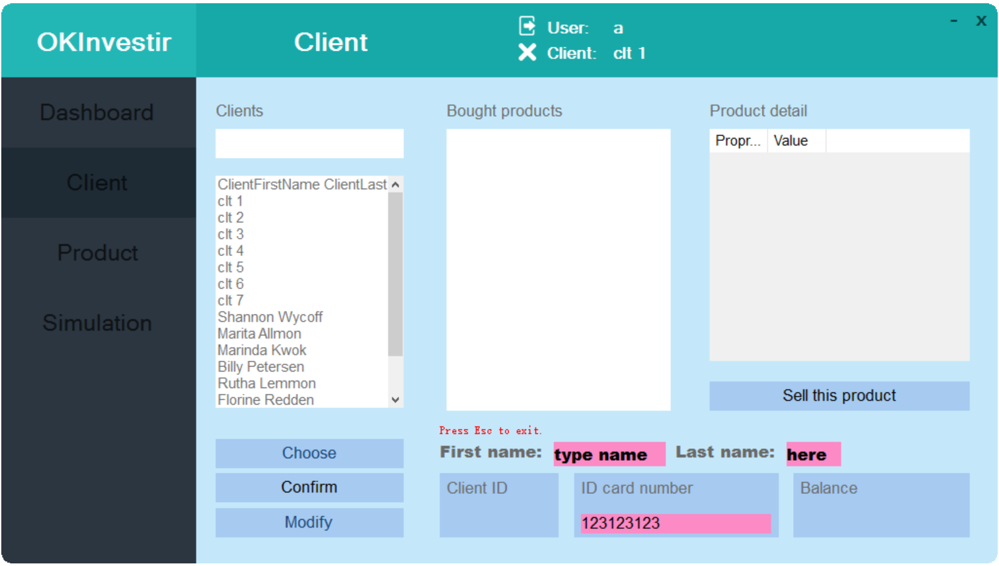 OKInvestir
Client
User: a
Client: clt 1
- X
Dashboard
Client
Product
Simulation
Clients
ClientFirstName ClientLast
clt 1
clt 2
clt 3
clt 4
clt 5
clt 6
clt 7
Shannon Wycoff
Marita Allmon
Marinda Kwok
Billy Petersen
Rutha Lemmon
Florine Redden
Choose
Confirm
Modify
Bought products
Product detail
Propr... Value
Sell this product
Press Esc to exit.
First name: type name Last name: here
Client ID
ID card number
123123123
Balance